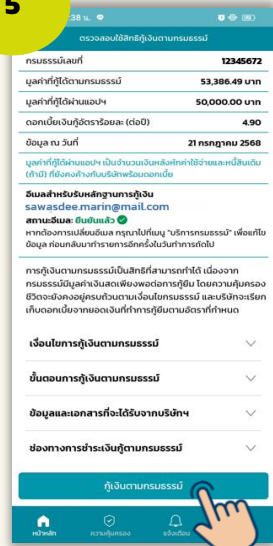 5
:38 น.
ตรวจสอบใช้สิทธิกู้เงินตามกรมธรรม์
กรมธรรม์เลขที่ 12345672
มูลค่าที่กู้ได้ตามกรมธรรม์ 53,386.49 บาท
มูลค่าที่กู้ได้ผ่านแอปฯ 50,000.00 บาท
ดอกเบี้ยเงินกู้อัตราร้อยละ (ต่อปี) 4.90
ข้อมูล ณ วันที่ 21 กรกฎาคม 2568
มูลค่าที่กู้ได้ผ่านแอปฯ เป็นจำนวนเงินหลังหักค่าใช้จ่ายและหนี้สินเดิม
(ถ้ามี) ที่ยังคงค้างกับบริษัทพร้อมดอกเบี้ย
อีเมลสำหรับรับหลักฐานการกู้เงิน
sawasdee.marin@mail.com
สถานะอีเมล: ยืนยันแล้ว
หากต้องการเปลี่ยนอีเมล กรุณาไปที่เมนู "บริการกรมธรรม์" เพื่อแก้ไข
ข้อมูล ก่อนกลับมาทำรายการอีกครั้งในวันทำการถัดไป
การกู้เงินตามกรมธรรม์เป็นสิทธิที่สามารถทำได้ เนื่องจาก
กรมธรรม์มีมูลค่าเงินสดเพียงพอต่อการกู้ยืม โดยความคุ้มครอง
ชีวิตจะยังคงอยู่ครบถ้วนตามเงื่อนไขกรมธรรม์ และบริษัทจะเรียก
เก็บดอกเบี้ยจากยอดเงินที่ทำการกู้ยืมตามอัตราที่กำหนด
เงื่อนไขการกู้เงินตามกรมธรรม์
ขั้นตอนการกู้เงินตามกรมธรรม์
ข้อมูลและเอกสารที่จะได้รับจากบริษัทฯ
ช่องทางการชำระเงินกู้ตามกรมธรรม์
กู้เงินตามกรมธรรม์
หน้าหลัก ความคุ้มครอง แจ้งเตือน